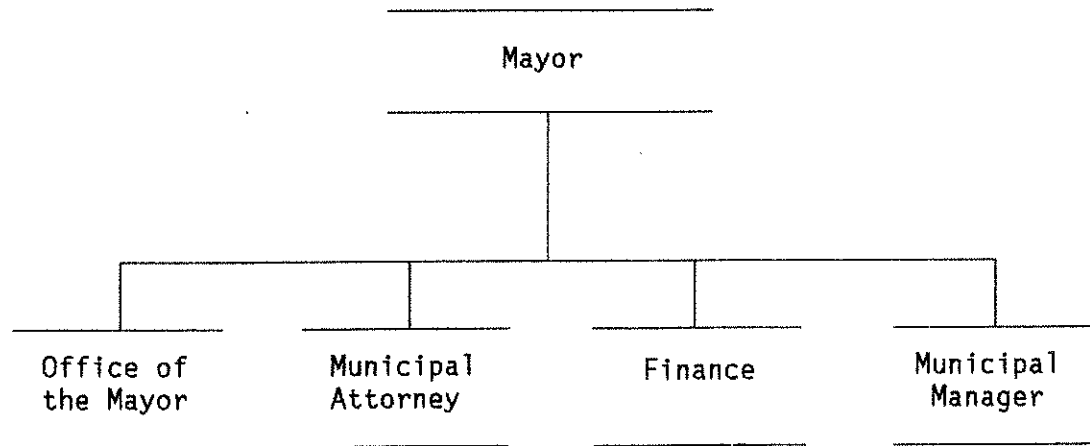 Mayor
Office of
the Mayor
Municipal
Attorney
Finance
Municipal
Manager